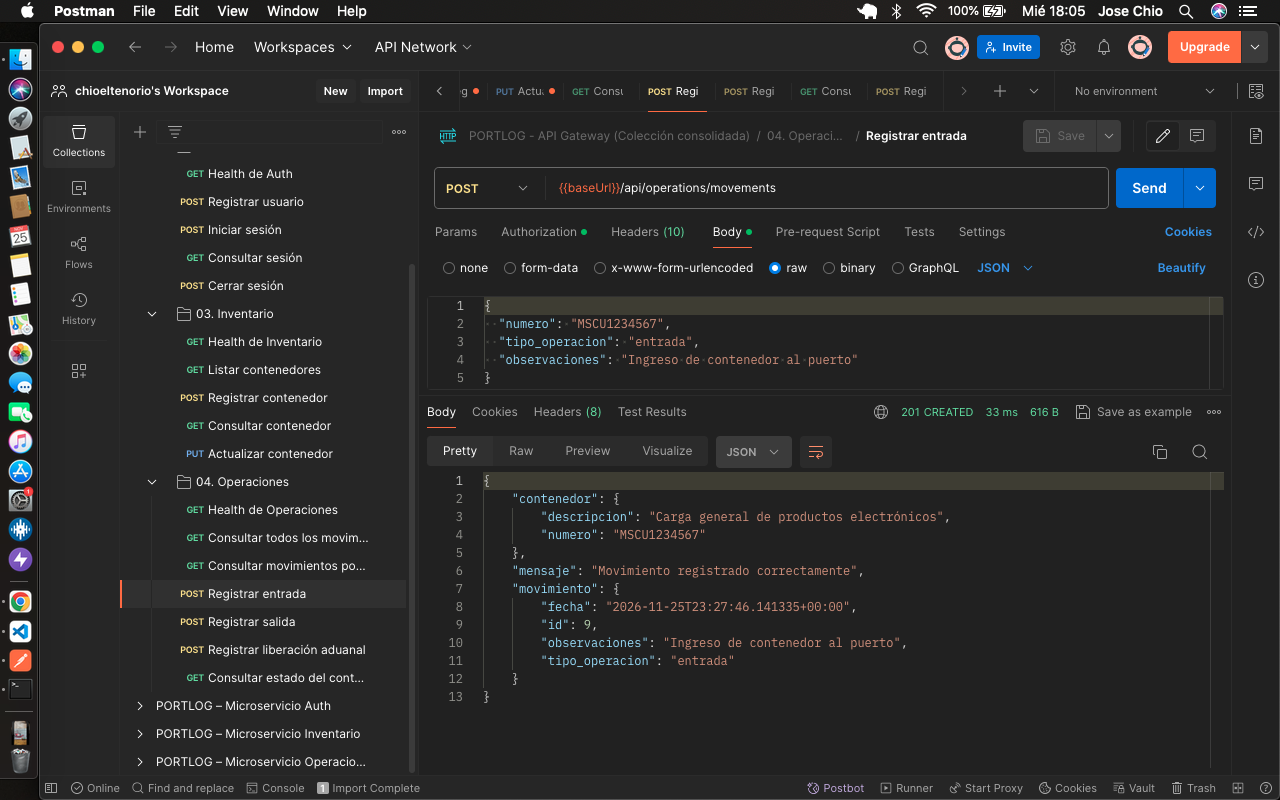 Postman File Edit View Window Help 100% Mié 18:05 Jose Chio
Home Workspaces API Network Invite Upgrade
chioeltenorio's Workspace New Import
PUT Actu GET Consu POST Regi POST Regi GET Consu POST Regi No environment
Collections
Environments
Flows
History
HTTP PORTLOG - API Gateway (Colección consolidada) / 04. Operaci... / Registrar entrada Save
GET Health de Auth
POST Registrar usuario
POST Iniciar sesión
GET Consultar sesión
POST Cerrar sesión
03. Inventario
GET Health de Inventario
GET Listar contenedores
POST Registrar contenedor
GET Consultar contenedor
PUT Actualizar contenedor
04. Operaciones
GET Health de Operaciones
GET Consultar todos los movim...
GET Consultar movimientos po...
POST Registrar entrada
POST Registrar salida
POST Registrar liberación aduanal
GET Consultar estado del cont...
PORTLOG – Microservicio Auth
PORTLOG – Microservicio Inventario
PORTLOG – Microservicio Operacio...
POST {{baseUrl}}/api/operations/movements Send
Params Authorization Headers (10) Body Pre-request Script Tests Settings Cookies
none form-data x-www-form-urlencoded raw binary GraphQL JSON Beautify
1 {
2 "numero": "MSCU1234567",
3 "tipo_operacion": "entrada",
4 "observaciones": "Ingreso de contenedor al puerto"
5 }
Body Cookies Headers (8) Test Results 201 CREATED 33 ms 616 B Save as example
Pretty Raw Preview Visualize JSON
1 {
2 "contenedor": {
3 "descripcion": "Carga general de productos electrónicos",
4 "numero": "MSCU1234567"
5 },
6 "mensaje": "Movimiento registrado correctamente",
7 "movimiento": {
8 "fecha": "2026-11-25T23:27:46.141335+00:00",
9 "id": 9,
10 "observaciones": "Ingreso de contenedor al puerto",
11 "tipo_operacion": "entrada"
12 }
13 }
Online Find and replace Console 1 Import Complete Postbot Runner Start Proxy Cookies Vault Trash
25
1